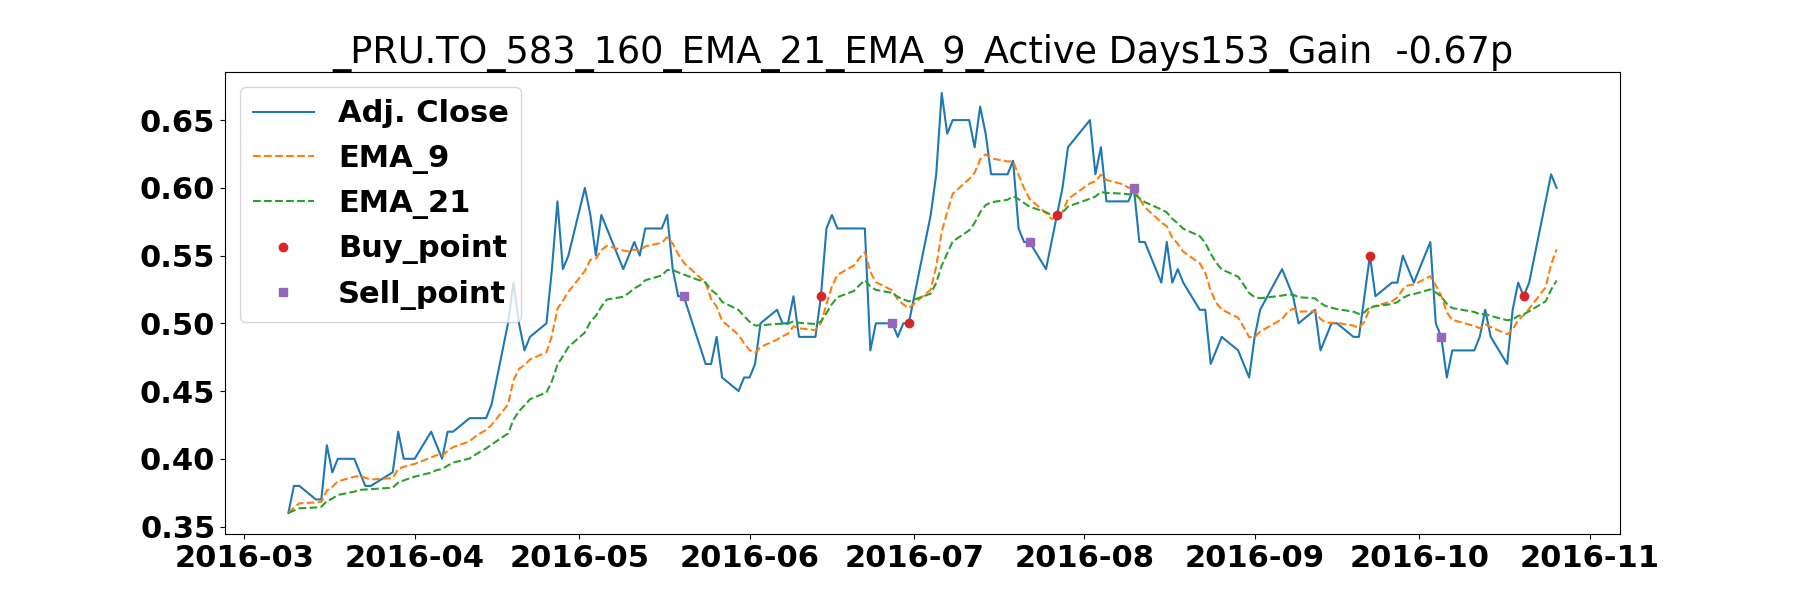 _PRU.TO_583_160_EMA_21_EMA_9_Active Days153_Gain  -0.67p
Adj. Close
EMA_9
EMA_21
Buy_point
Sell_point
0.65
0.60
0.55
0.50
0.45
0.40
0.35
2016-03 2016-04 2016-05 2016-06 2016-07 2016-08 2016-09 2016-10 2016-11